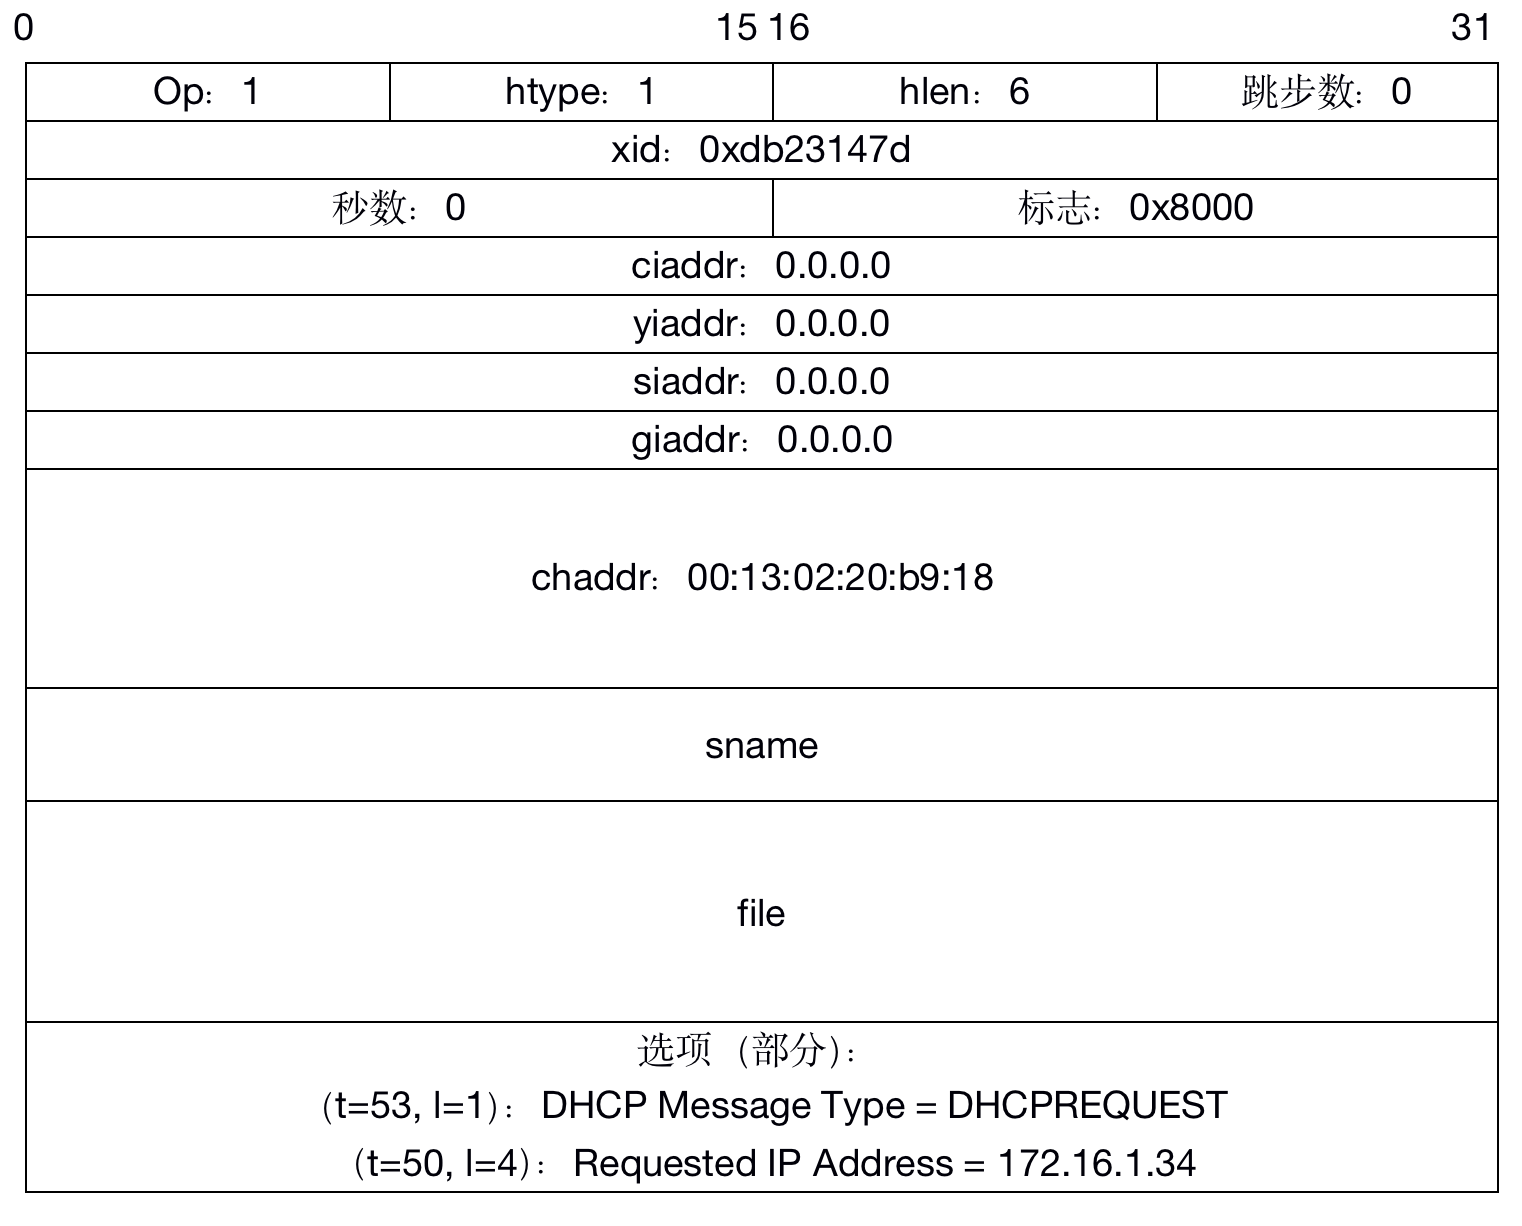 0 15 16 31
Op：1 htype：1 hlen：6 跳步数：0
xid：0xdb23147d
秒数：0 标志：0x8000
ciaddr：0.0.0.0
yiaddr：0.0.0.0
siaddr：0.0.0.0
giaddr：0.0.0.0
chaddr：00:13:02:20:b9:18
sname
file
选项（部分）：
（t=53, l=1）：DHCP Message Type = DHCPREQUEST
（t=50, l=4）：Requested IP Address = 172.16.1.34